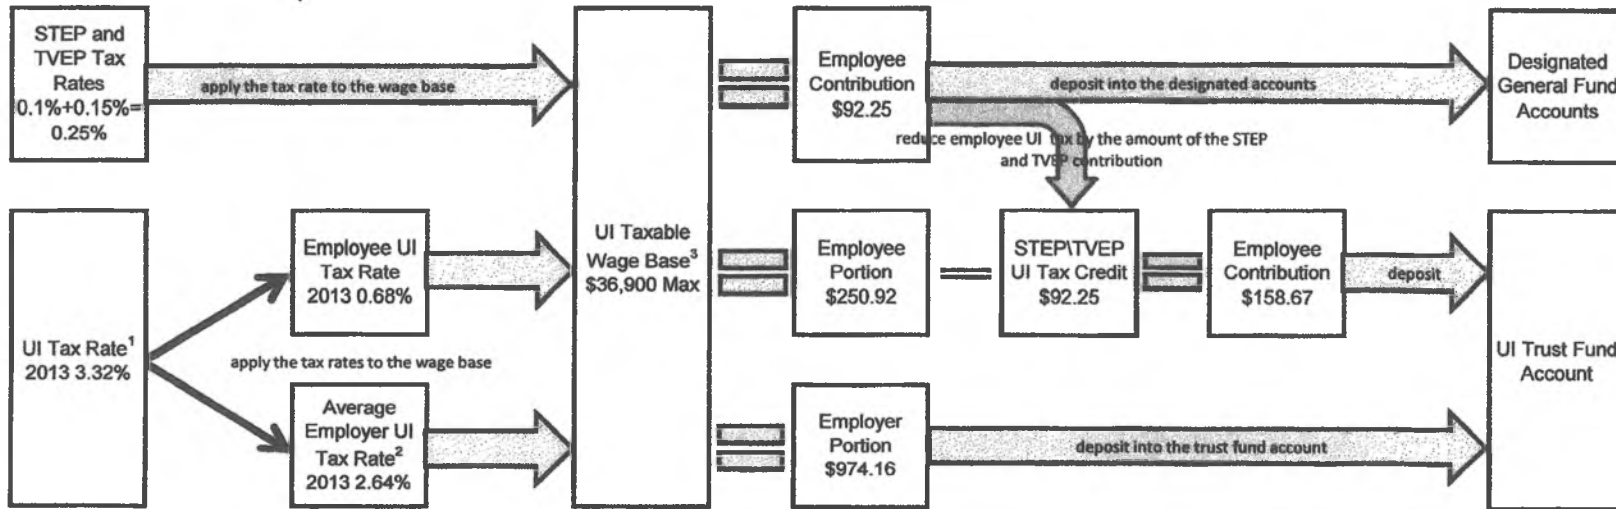 STEP and
TVEP Tax
Rates
0.1%+0.15%=
0.25%
apply the tax rate to the wage base
Employee
Contribution
$92.25
deposit into the designated accounts
Designated
General Fund
Accounts
reduce employee UI tax by the amount of the STEP
and TVEP contribution
UI Tax Rate¹
2013 3.32%
Employee UI
Tax Rate
2013 0.68%
apply the tax rates to the wage base
Average
Employer UI
Tax Rate²
2013 2.64%
UI Taxable
Wage Base³
$36,900 Max
Employee
Portion
$250.92
STEP\TVEP
UI Tax Credit
$92.25
Employee
Contribution
$158.67
deposit
Employer
Portion
$974.16
deposit into the trust fund account
UI Trust Fund
Account